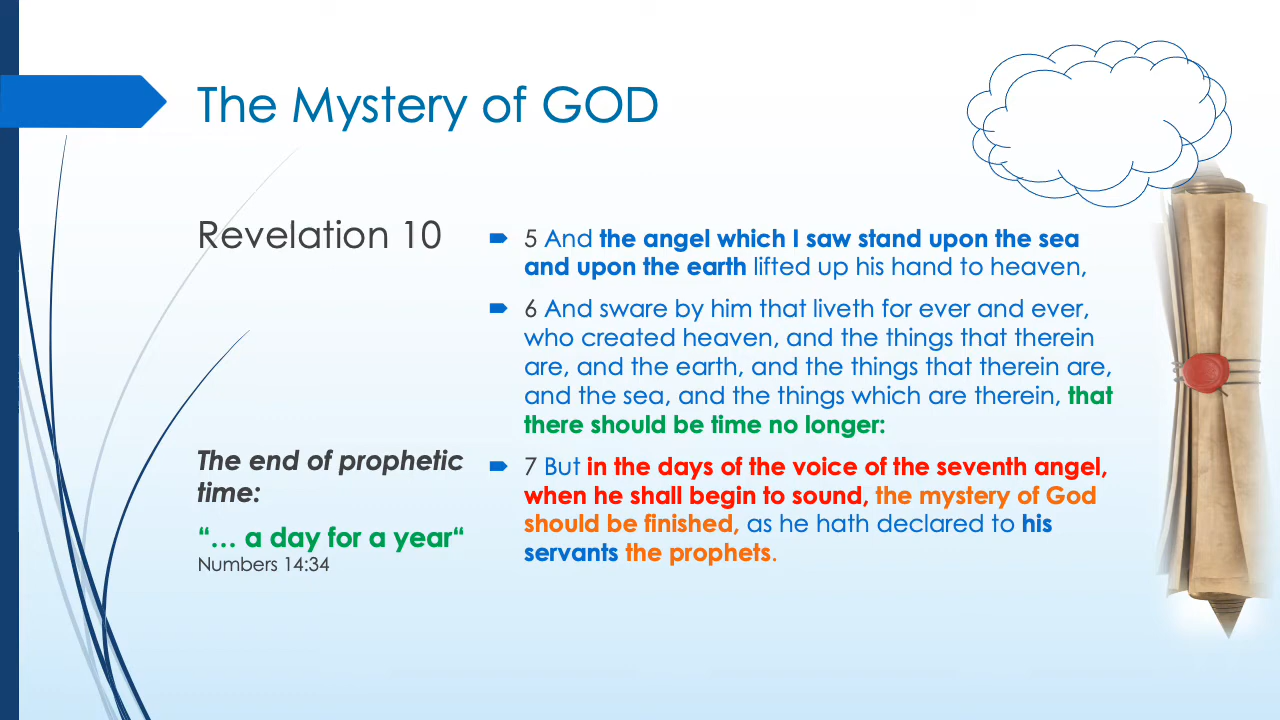 The Mystery of GOD
Revelation 10
The end of prophetic
time:
“… a day for a year“
Numbers 14:34
5 And the angel which I saw stand upon the sea
and upon the earth lifted up his hand to heaven,
6 And sware by him that liveth for ever and ever,
who created heaven, and the things that therein
are, and the earth, and the things that therein are,
and the sea, and the things which are therein, that
there should be time no longer:
7 But in the days of the voice of the seventh angel,
when he shall begin to sound, the mystery of God
should be finished, as he hath declared to his
servants the prophets.